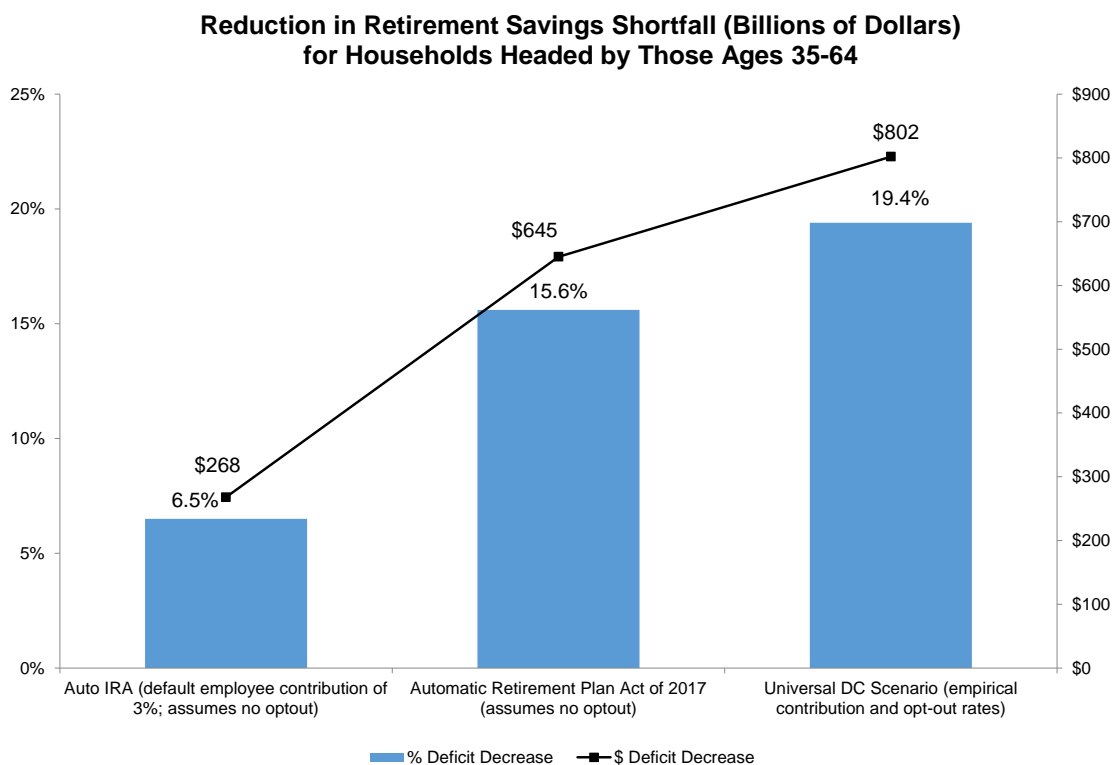 Reduction in Retirement Savings Shortfall (Billions of Dollars)
for Households Headed by Those Ages 35-64
25%
20%
15%
10%
5%
0%
$900
$800
$700
$600
$500
$400
$300
$200
$100
$0
$268
6.5%
$645
15.6%
$802
19.4%
Auto IRA (default employee contribution of
3%; assumes no optout)
Automatic Retirement Plan Act of 2017
(assumes no optout)
Universal DC Scenario (empirical
contribution and opt-out rates)
% Deficit Decrease
$ Deficit Decrease